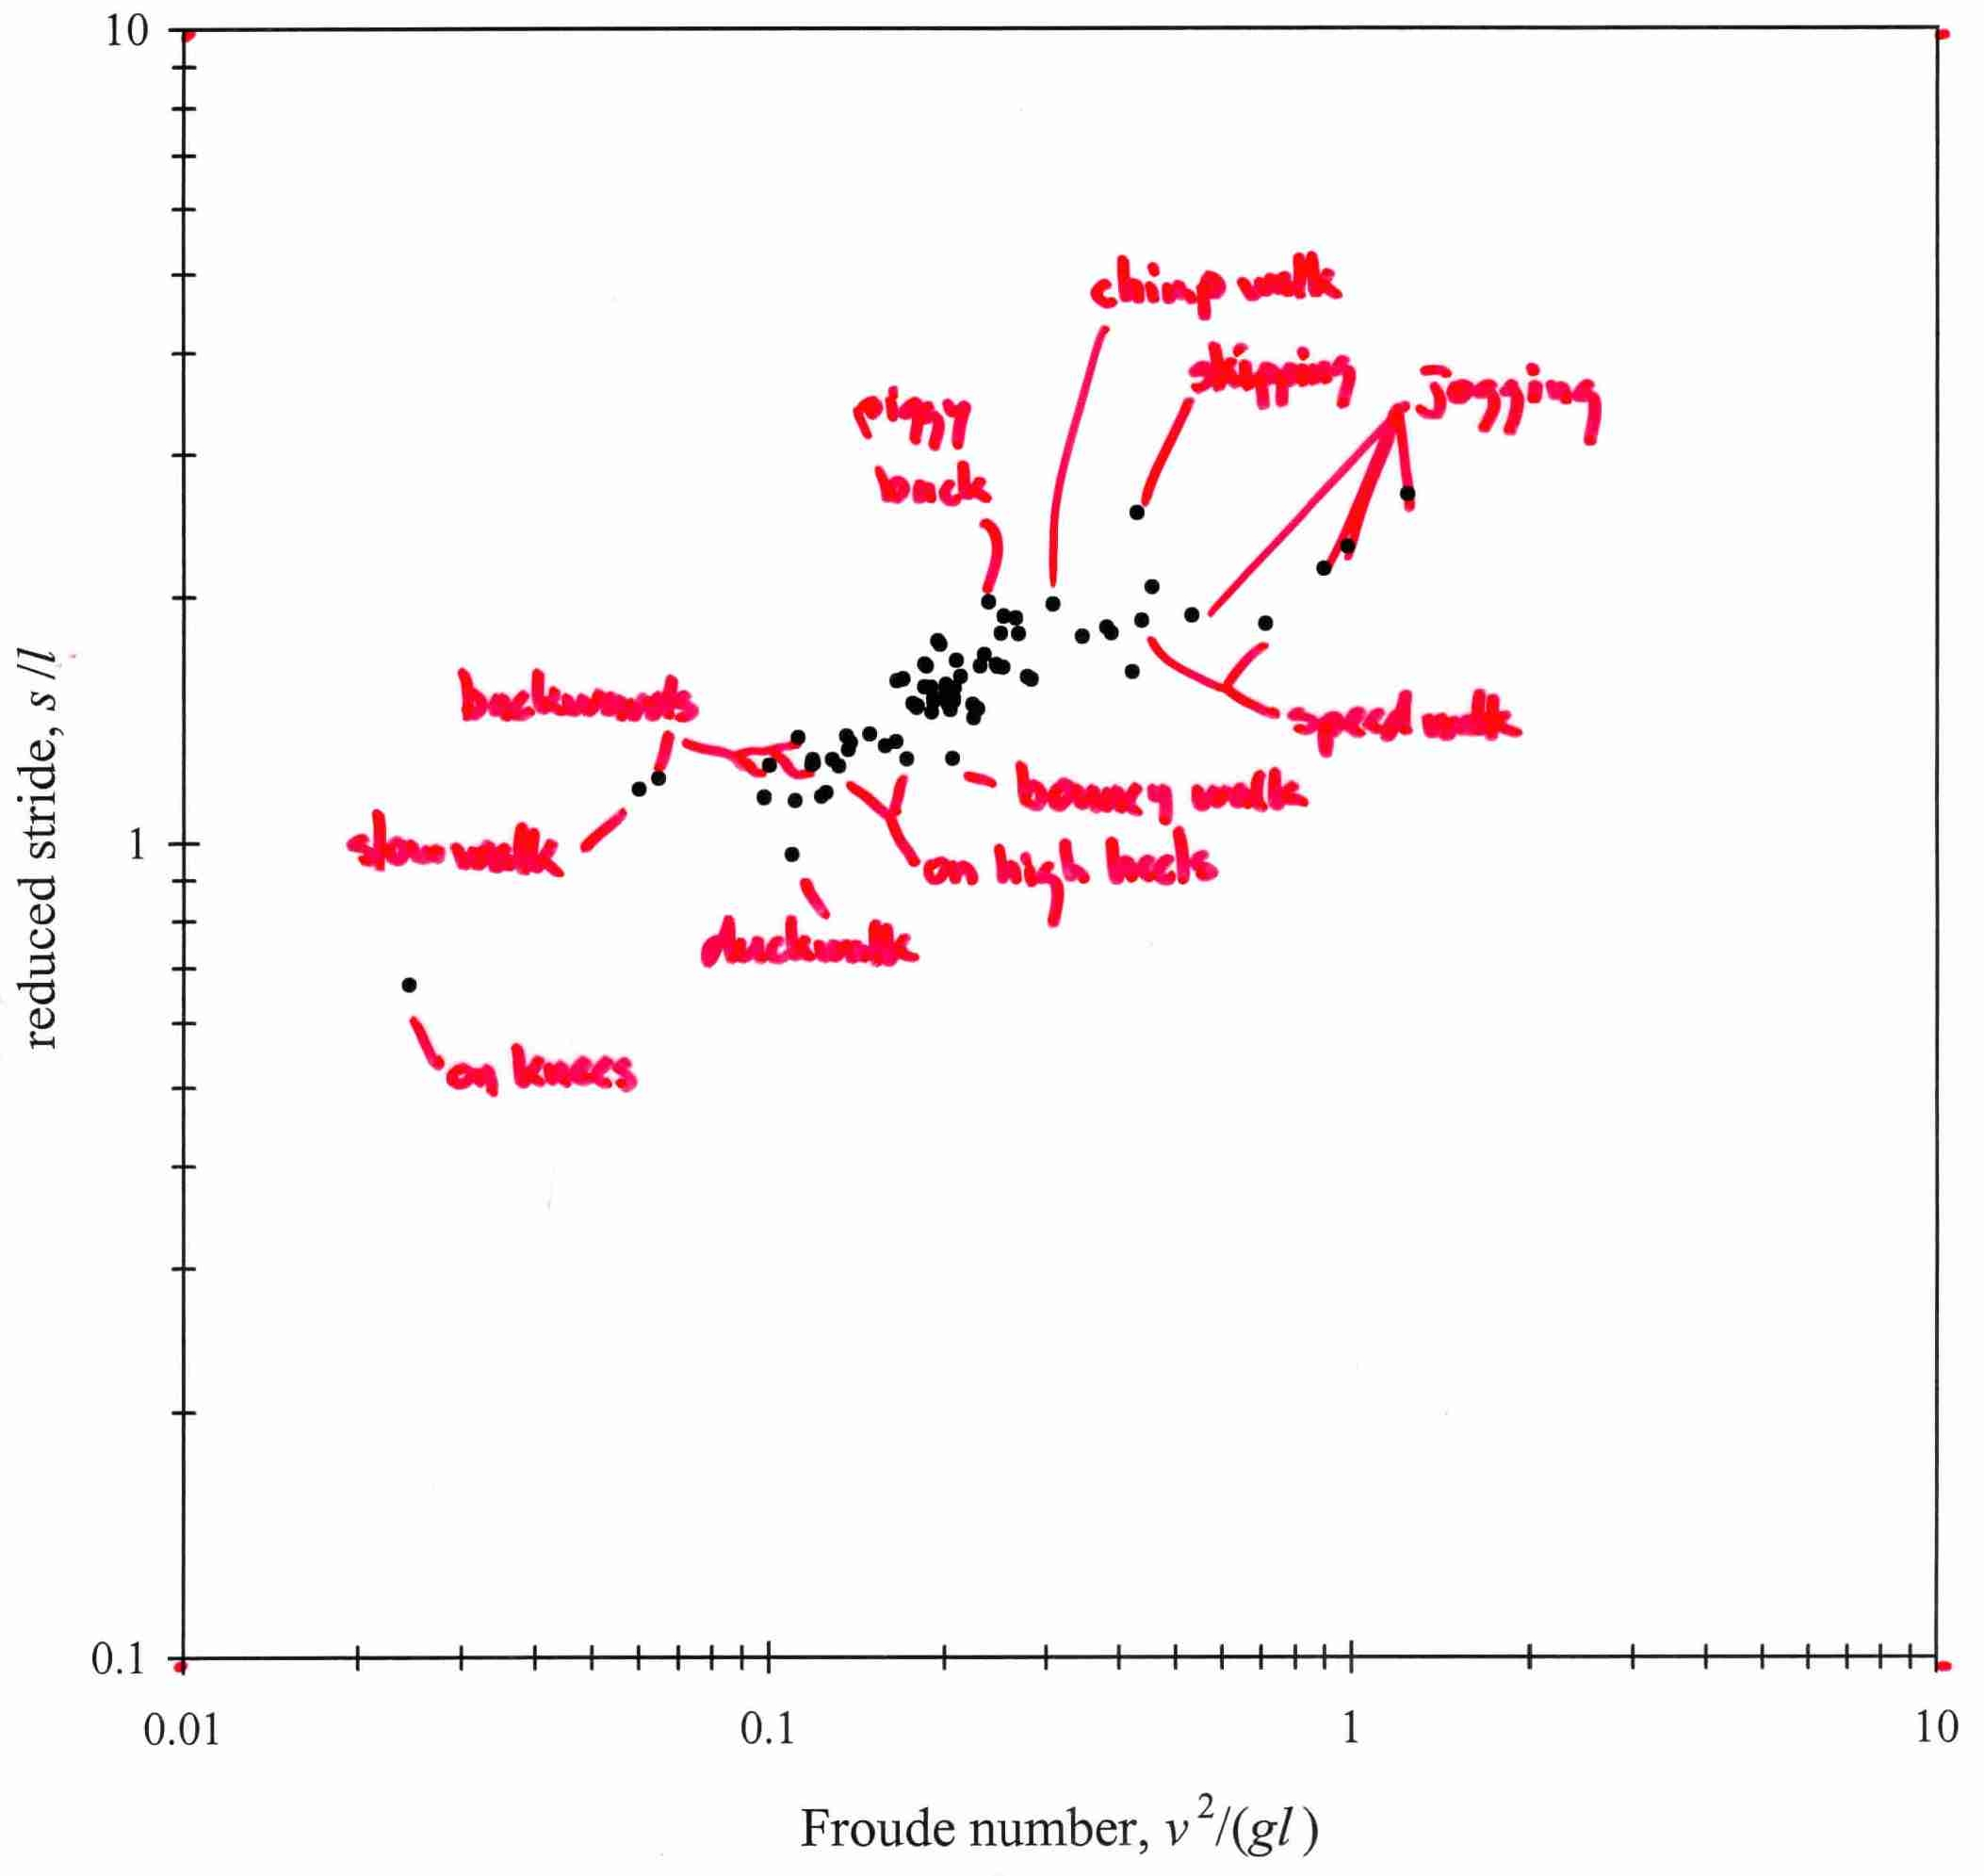 10
chimp walk
skipping
jogging
piggy
back
backwards
speed walk
bouncy walk
slow walk
on high heels
duckwalk
on knees
1
0.1
reduced stride, s/l
0.01
0.1
1
10
Froude number, v²/(gl)